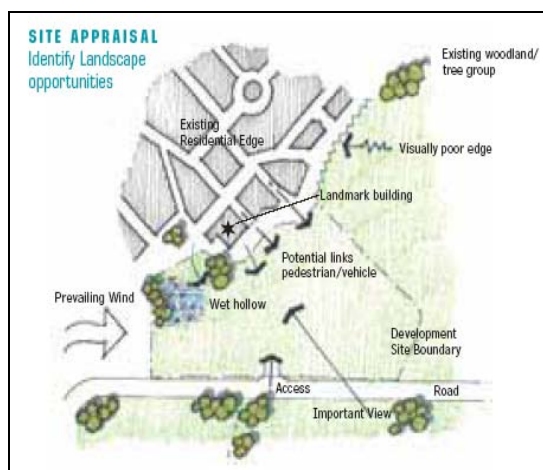 SITE APPRAISAL
Identify Landscape
opportunities
Existing woodland/
tree group
Existing
Residential Edge
Visually poor edge
Landmark building
Potential links
pedestrian/vehicle
Prevailing Wind
Wet hollow
Development
Site Boundary
Access
Road
Important View